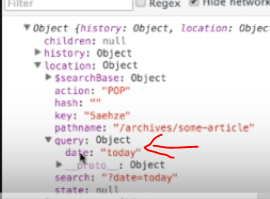 Filter
Regex
Hide network
Object {history: Object, location: Object
children: null
history: Object
location: Object
$searchBase: Object
action: "POP"
hash: ""
key: "5aehze"
pathname: "/archives/some-article"
query: Object
date: "today"
__proto__: Object
search: "?date=today"
state: null